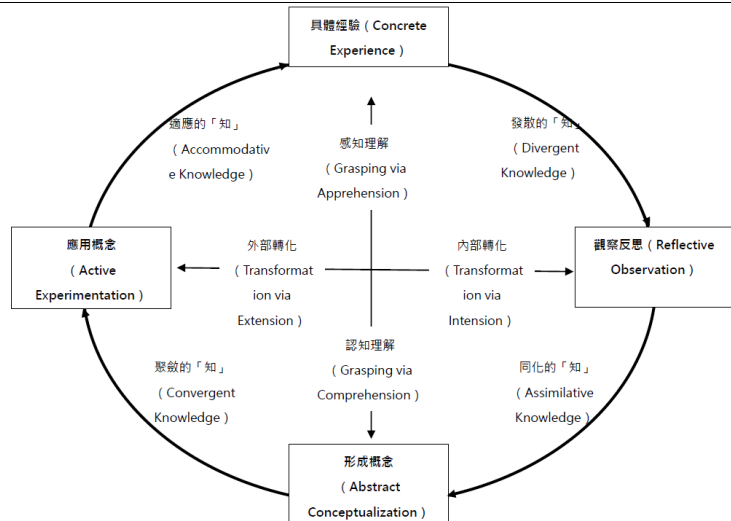 具體經驗（Concrete
Experience）
適應的「知」
（Accommodativ
e Knowledge）
感知理解
（Grasping via
Apprehension）
發散的「知」
（Divergent
Knowledge）
應用概念
（Active
Experimentation）
外部轉化
（Transformat
ion via
Extension）
內部轉化
（Transformat
ion via
Intension）
觀察反思（Reflective
Observation）
聚斂的「知」
（Convergent
Knowledge）
認知理解
（Grasping via
Comprehension）
同化的「知」
（Assimilative
Knowledge）
形成概念
（Abstract
Conceptualization）